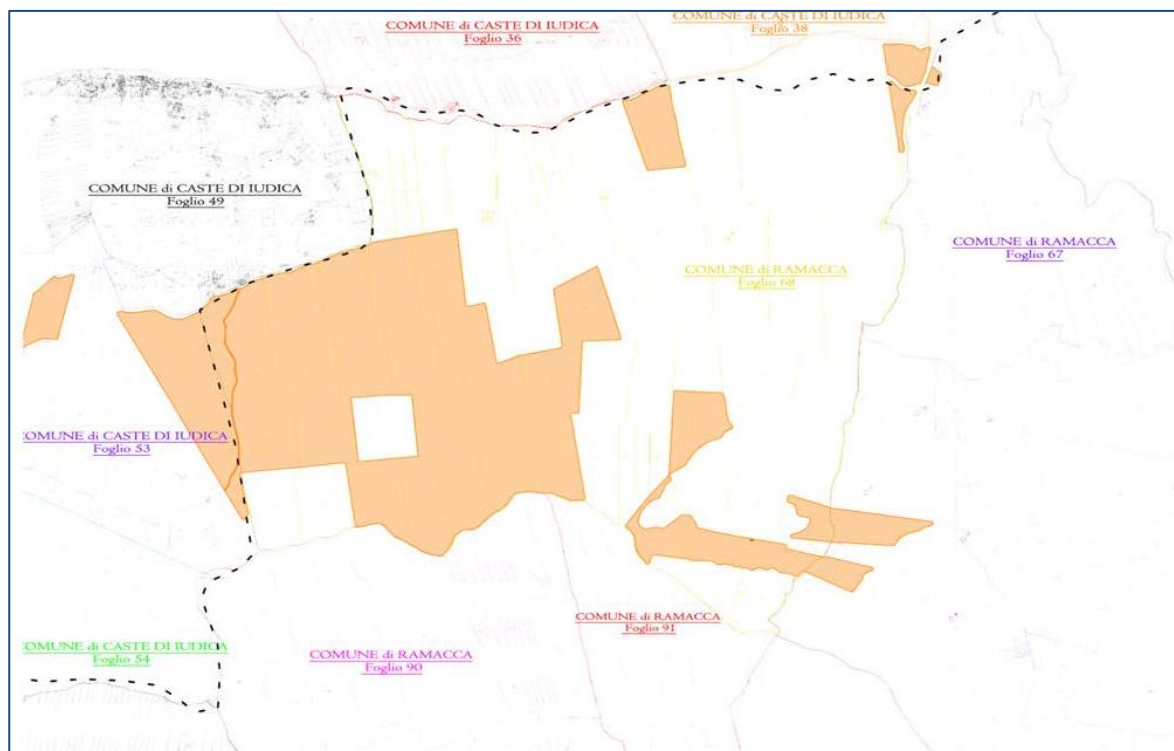 COMUNE di CASTE DI IUDICA
Foglio 36
COMUNE di CASTE DI IUDICA
Foglio 38
COMUNE di CASTE DI IUDICA
Foglio 49
COMUNE di RAMACCA
Foglio 67
COMUNE di RAMACCA
Foglio 68
COMUNE di CASTE DI IUDICA
Foglio 53
COMUNE di RAMACCA
Foglio 91
COMUNE di CASTE DI IUDICA
Foglio 54
COMUNE di RAMACCA
Foglio 90